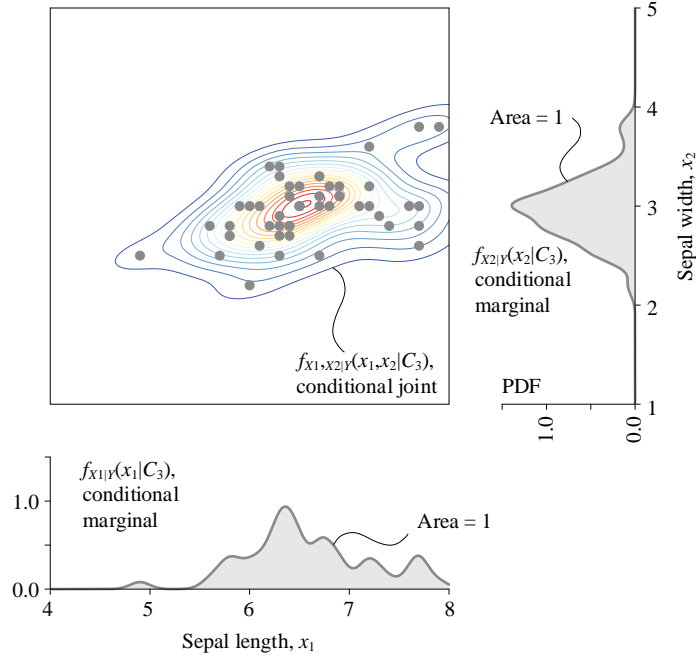 5
4
Area = 1
3
Sepal width, x2
fX2|Y(x2|C3),
conditional
marginal
2
fX1,X2|Y(x1,x2|C3),
conditional joint
PDF
1
1.0
0.0
fX1|Y(x1|C3),
conditional
marginal
1.0
Area = 1
0.0
4
5
6
7
8
Sepal length, x1